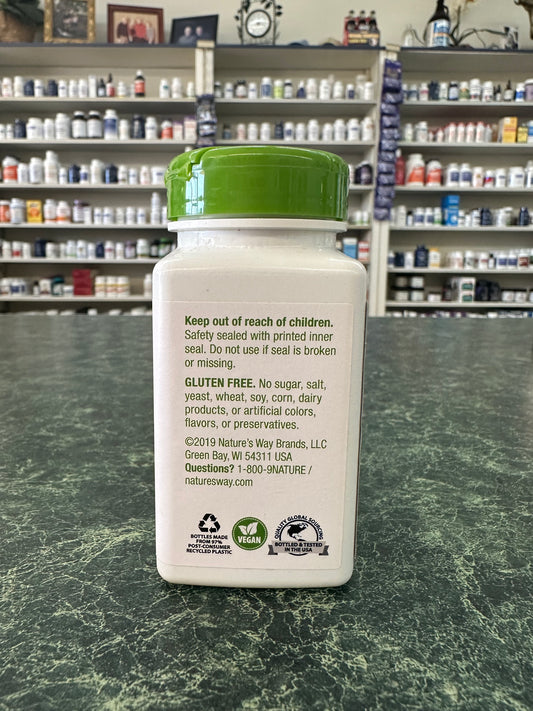 Keep out of reach of children.
Safety sealed with printed inner
seal. Do not use if seal is broken
or missing.
GLUTEN FREE. No sugar, salt,
yeast, wheat, soy, corn, dairy
products, or artificial colors,
flavors, or preservatives.
©2019 Nature's Way Brands, LLC
Green Bay, WI 54311 USA
Questions? 1-800-9NATURE /
naturesway.com
BOTTLES MADE
FROM 97%
POST-CONSUMER
RECYCLED PLASTIC
VEGAN
QUALITY GLOBAL SOURCING
BOTTLED & TESTED
IN THE USA